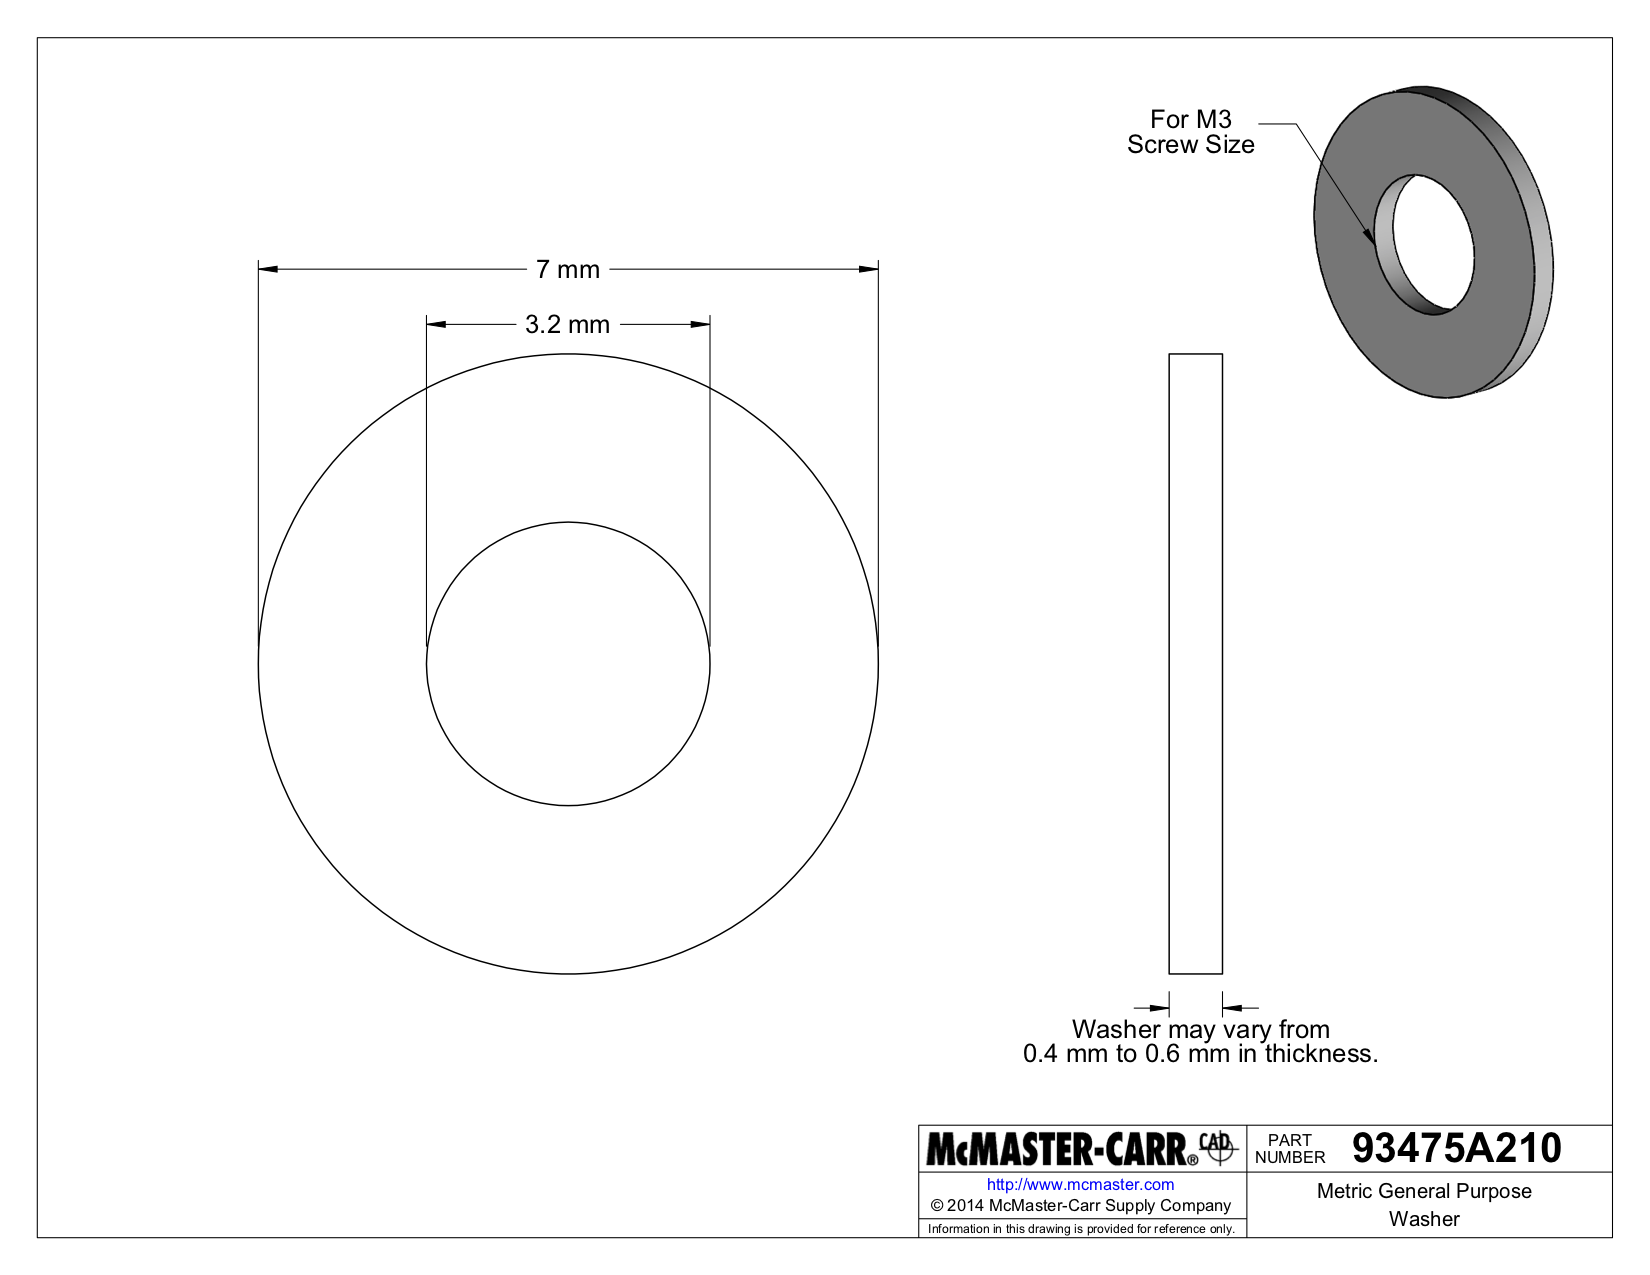 For M3
Screw Size
7 mm
3.2 mm
Washer may vary from
0.4 mm to 0.6 mm in thickness.
McMASTER-CARR® CAD
http://www.mcmaster.com
© 2014 McMaster-Carr Supply Company
Information in this drawing is provided for reference only.
PART
NUMBER
93475A210
Metric General Purpose
Washer